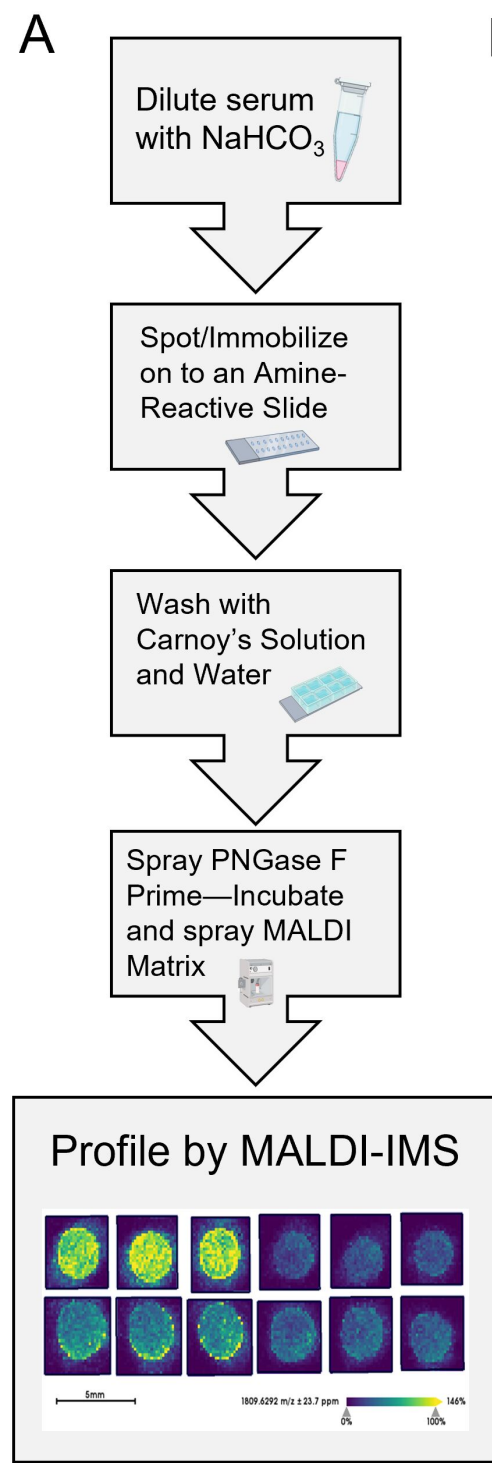 A
Dilute serum
with NaHCO₃
Spot/Immobilize
on to an Amine-
Reactive Slide
Wash with
Carnoy's Solution
and Water
Spray PNGase F
Prime—Incubate
and spray MALDI
Matrix
Profile by MALDI-IMS
5mm
1809.6292 m/z ± 23.7 ppm
146%
0%
100%